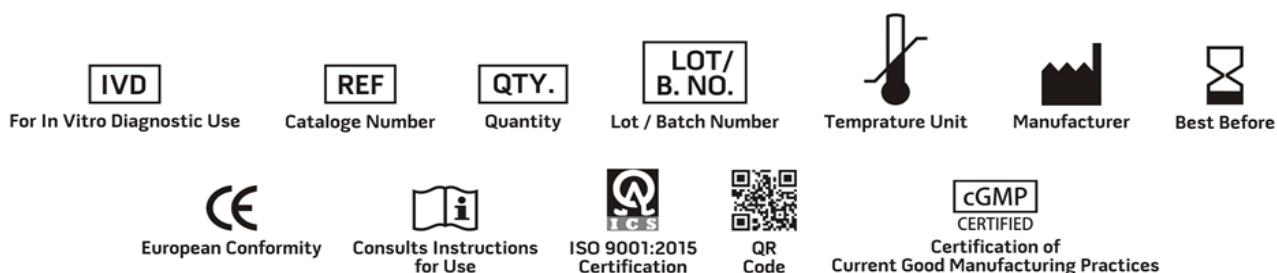 IVD
For In Vitro Diagnostic Use
REF
Cataloge Number
QTY.
Quantity
LOT/
B. NO.
Lot / Batch Number
Temprature Unit
Manufacturer
Best Before
CE
European Conformity
i
Consults Instructions
for Use
ICS
ISO 9001:2015
Certification
QR
Code
cGMP
CERTIFIED
Certification of
Current Good Manufacturing Practices